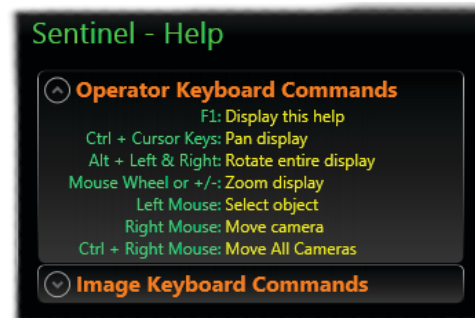 Sentinel - Help
Operator Keyboard Commands
F1: Display this help
Ctrl + Cursor Keys: Pan display
Alt + Left & Right: Rotate entire display
Mouse Wheel or +/-: Zoom display
Left Mouse: Select object
Right Mouse: Move camera
Ctrl + Right Mouse: Move All Cameras
Image Keyboard Commands